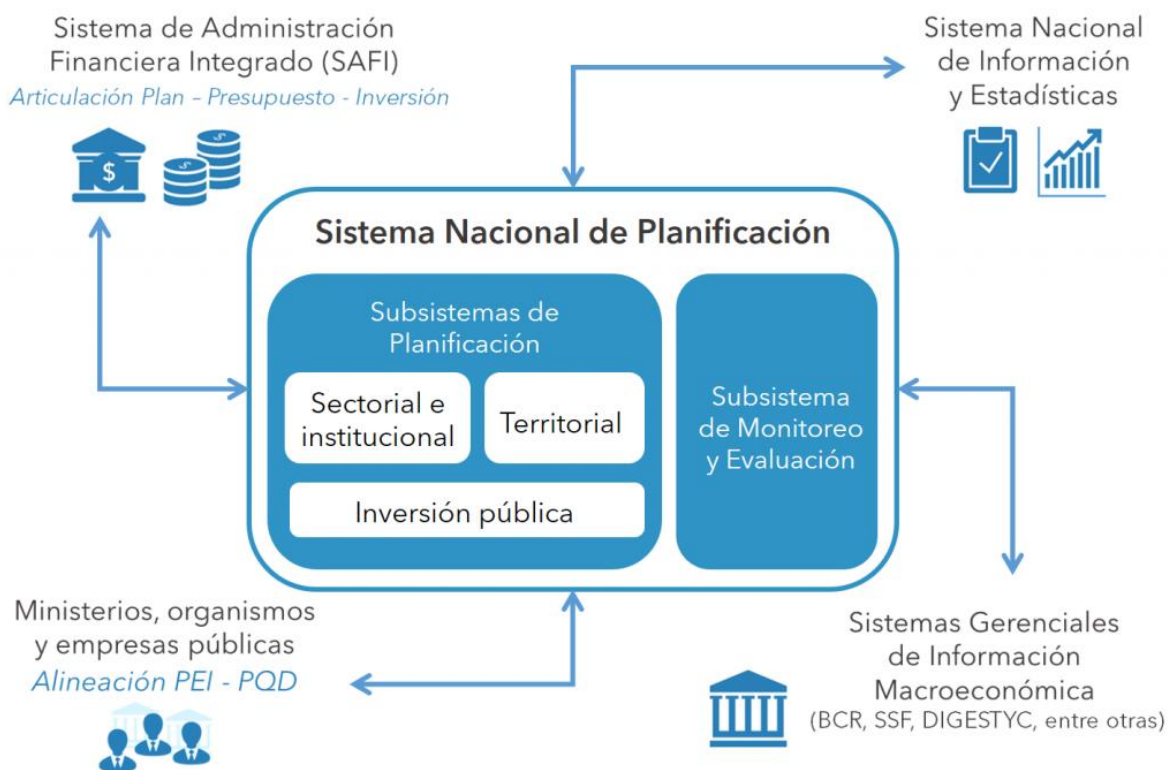 Sistema de Administración
Financiera Integrado (SAFI)
Articulación Plan – Presupuesto - Inversión
$
Sistema Nacional
de Información
y Estadísticas
Sistema Nacional de Planificación
Subsistemas de
Planificación
Sectorial e
institucional
Territorial
Inversión pública
Subsistema
de Monitoreo
y Evaluación
Ministerios, organismos
y empresas públicas
Alineación PEI - PQD
Sistemas Gerenciales
de Información
Macroeconómica
(BCR, SSF, DIGESTYC, entre otras)